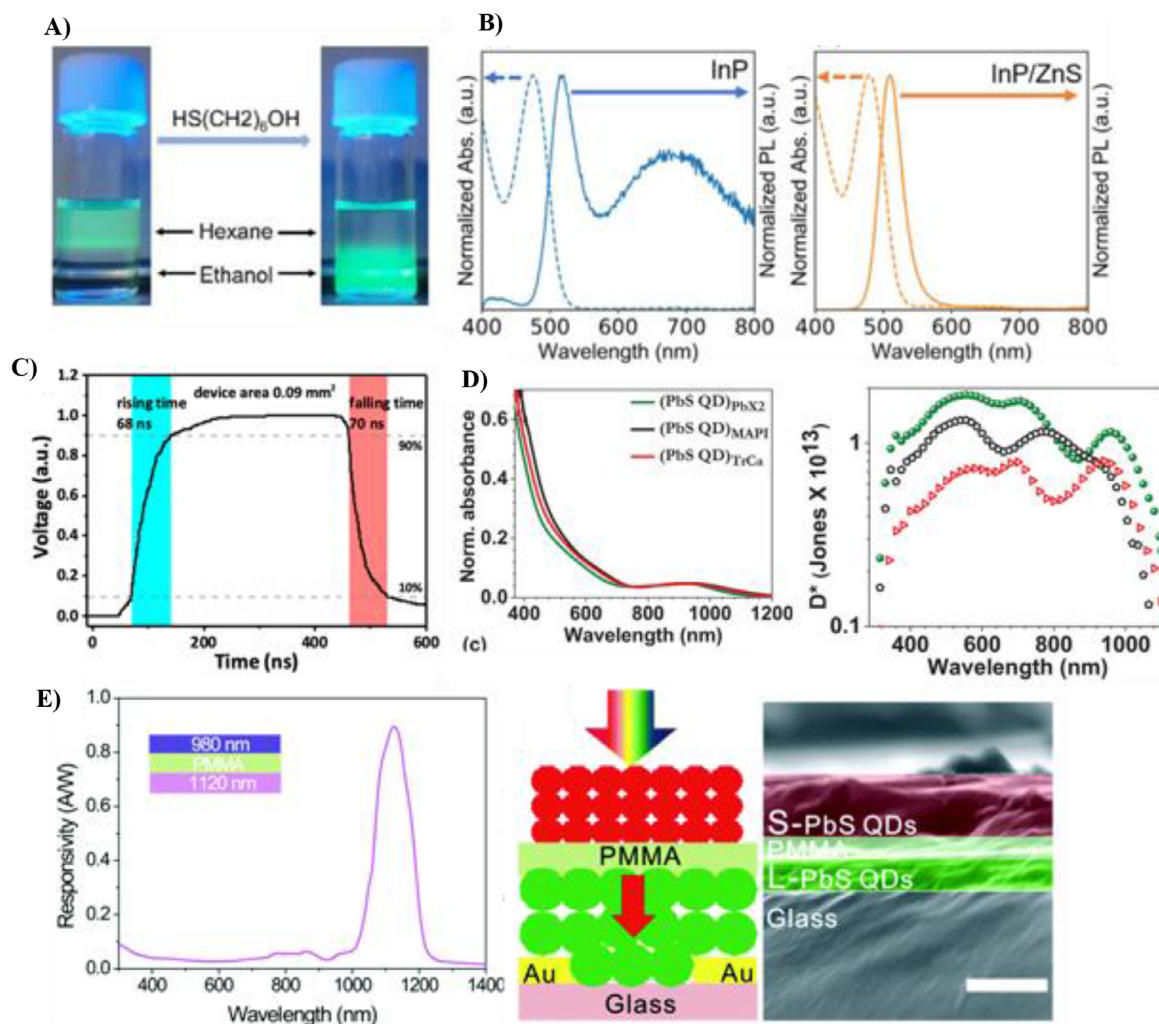 A)
HS(CH2)₆OH
Hexane
Ethanol
B)
InP
Normalized Abs. (a.u.)
Normalized PL (a.u.)
400 500 600 700 800
Wavelength (nm)
InP/ZnS
Normalized Abs. (a.u.)
Normalized PL (a.u.)
400 500 600 700 800
Wavelength (nm)
C)
device area 0.09 mm²
rising time
68 ns
falling time
70 ns
90%
10%
Voltage (a.u.)
1.2
1.0
0.8
0.6
0.4
0.2
0.0
0 200 400 600
Time (ns)
D)
(PbS QD)PbX2
(PbS QD)MAPI
(PbS QD)TrCa
Norm. absorbance
0.6
0.4
0.2
0.0
400 600 800 1000 1200
Wavelength (nm)
(c)
D* (Jones X 10¹³)
1
0.1
400 600 800 1000
Wavelength (nm)
E)
980 nm
PMMA
1120 nm
Responsivity (A/W)
1.0
0.8
0.6
0.4
0.2
0.0
400 600 800 1000 1200 1400
Wavelength (nm)
PMMA
Au
Au
Glass
S-PbS QDs
PMMA
L-PbS QDs
Glass